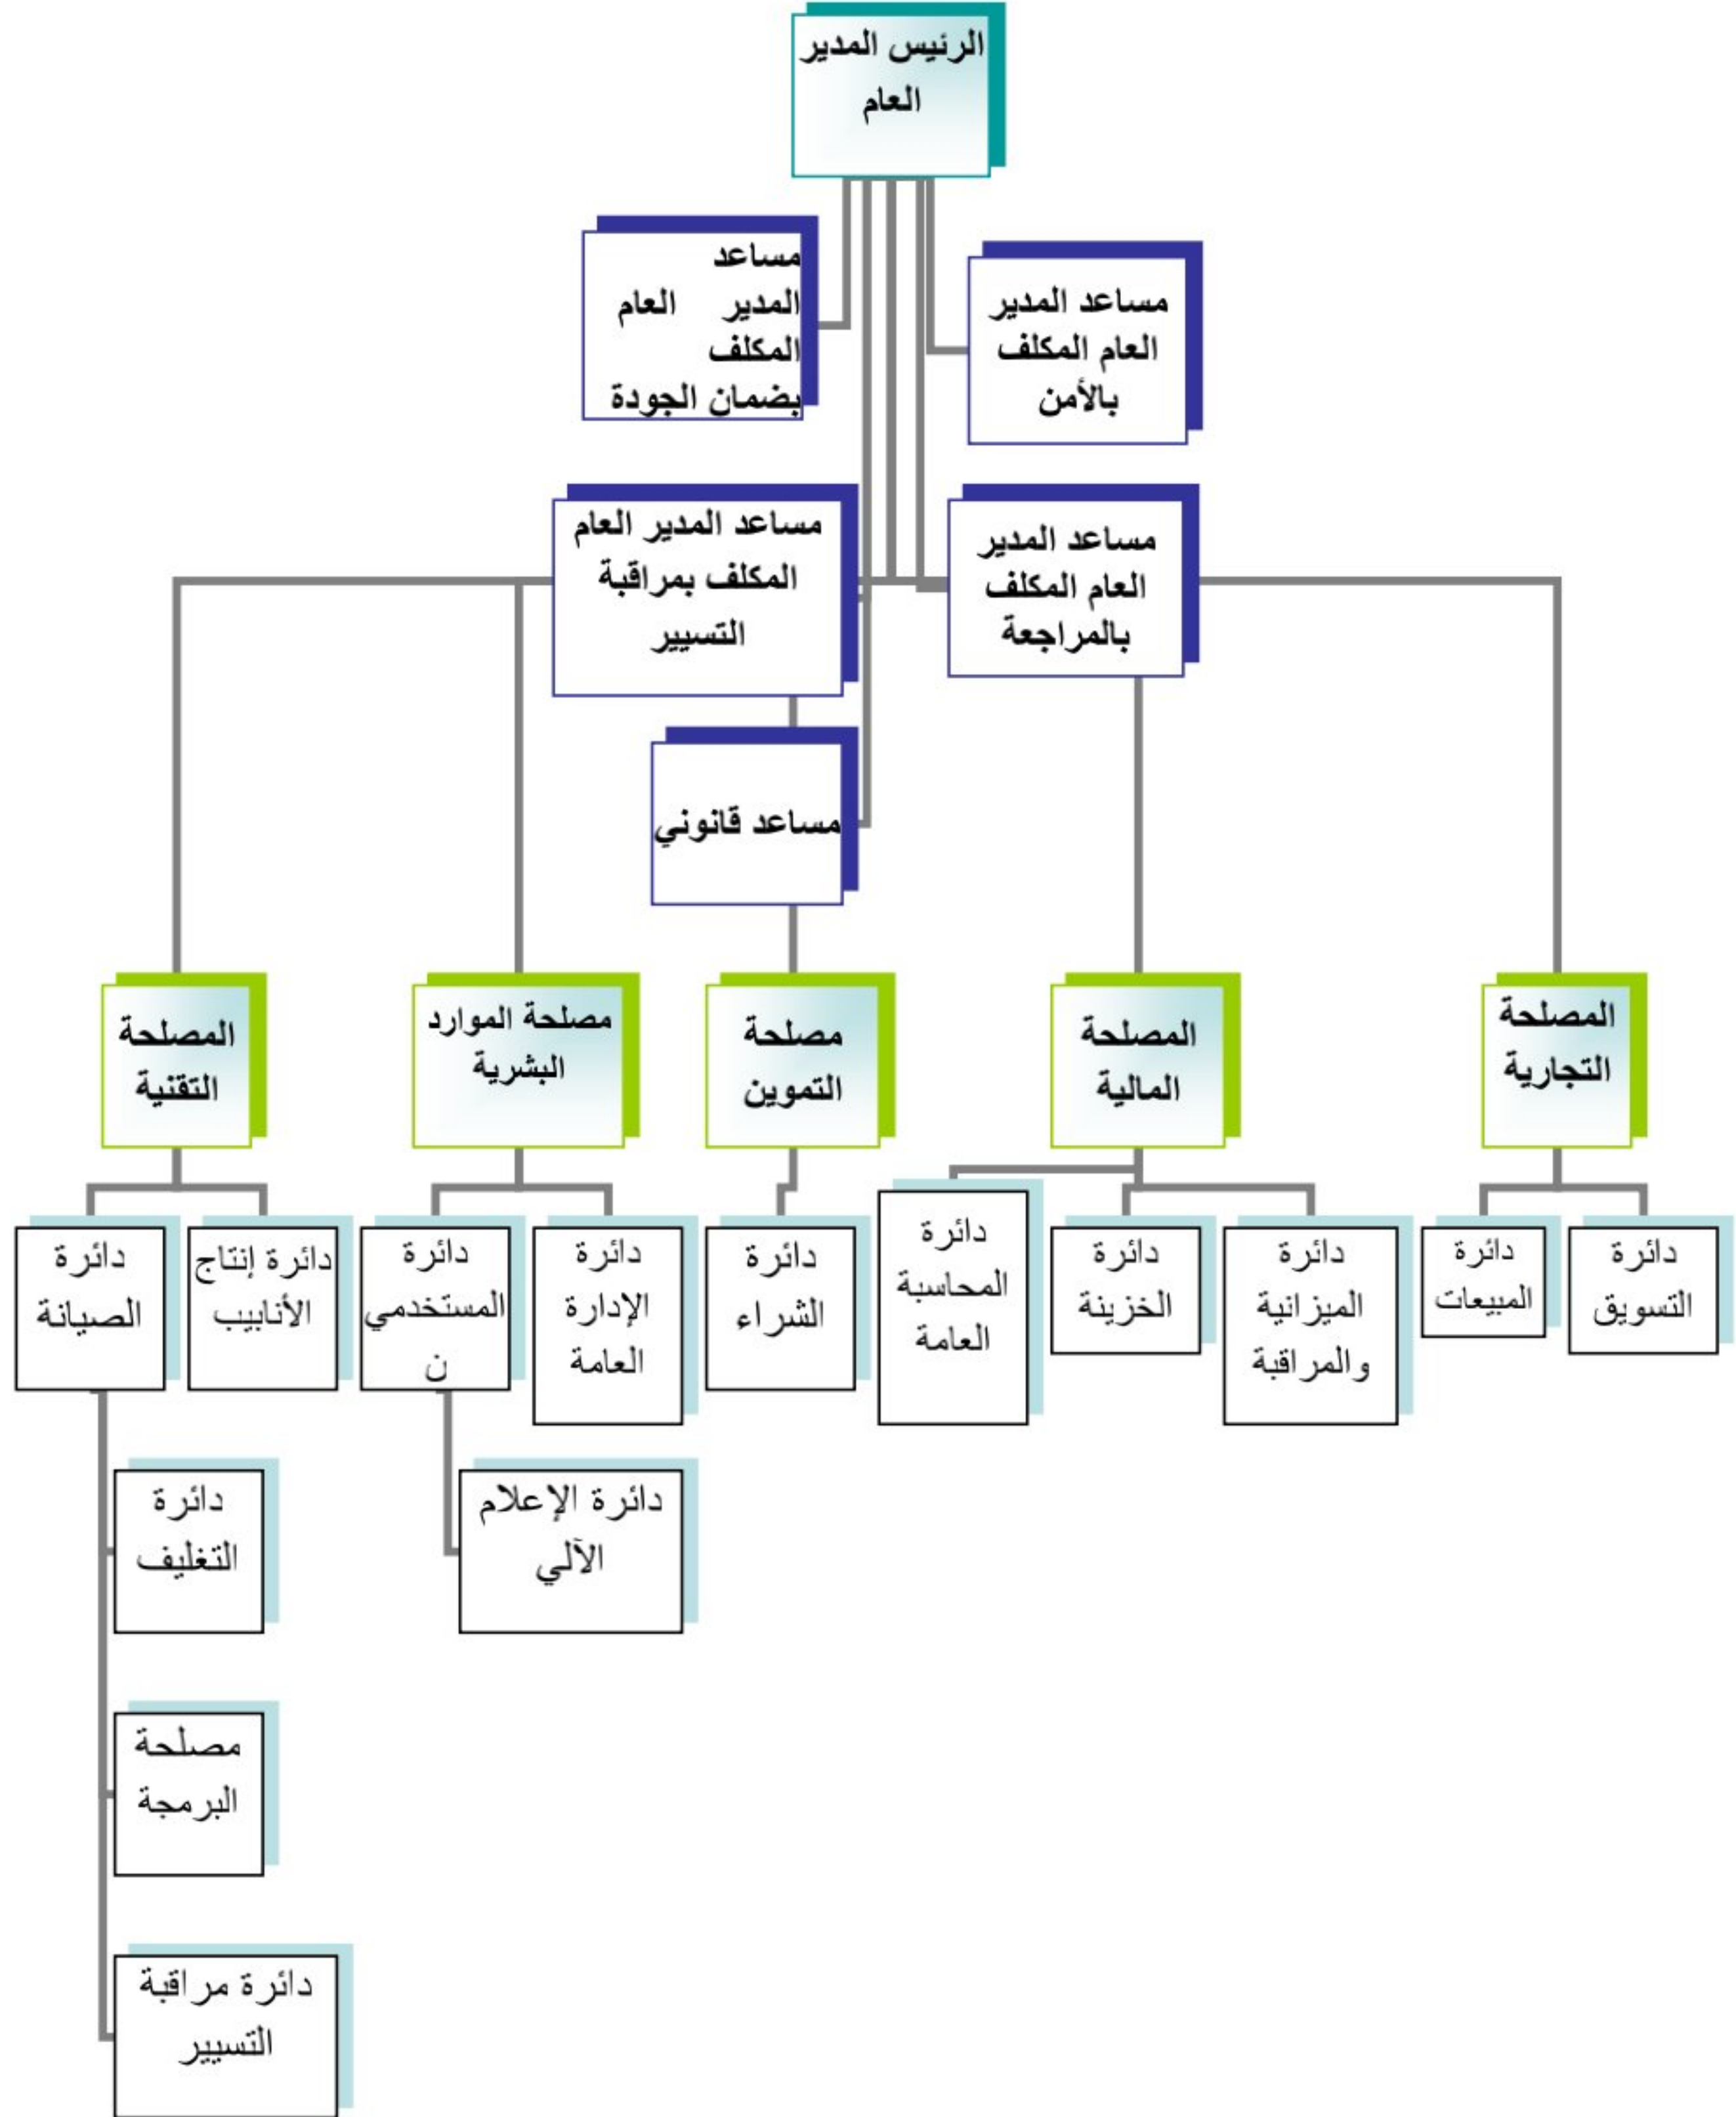 الرئيس المدير
العام
مساعد المدير
العام المكلف
بالأمن
مساعد
المدير العام
المكلف
بضمان الجودة
مساعد المدير
العام المكلف
بالمراجعة
مساعد المدير العام
المكلف بمراقبة
التسيير
مساعد قانوني
المصلحة
التجارية
المصلحة
المالية
مصلحة
التموين
مصلحة الموارد
البشرية
المصلحة
التقنية
دائرة
التسويق
دائرة
المبيعات
دائرة
الميزانية
والمراقبة
دائرة
الخزينة
دائرة
المحاسبة
العامة
دائرة
الشراء
دائرة
الإدارة
العامة
دائرة
المستخدمي
ن
دائرة إنتاج
الأنابيب
دائرة
الصيانة
دائرة الإعلام
الآلي
دائرة
التغليف
مصلحة
البرمجة
دائرة مراقبة
التسيير